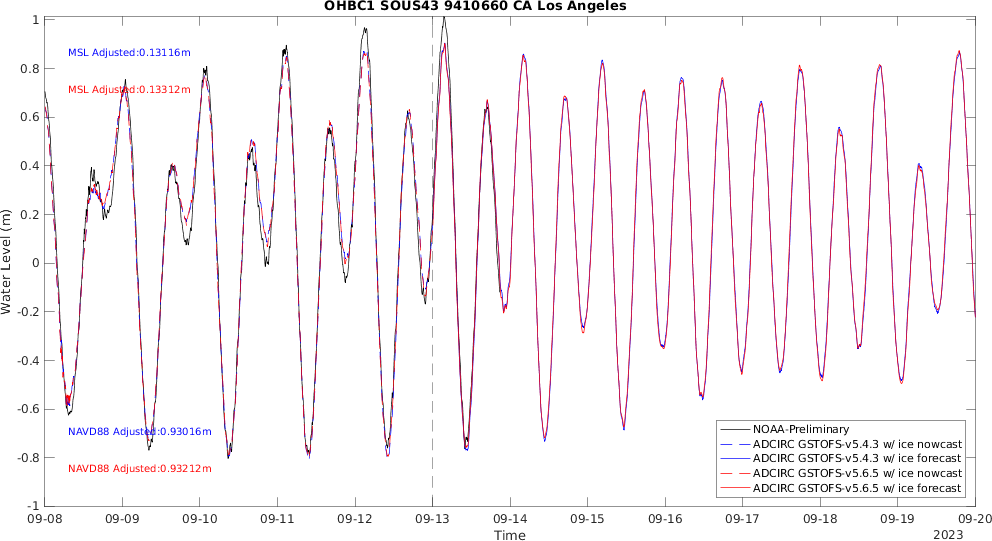 OHBC1 SOUS43 9410660 CA Los Angeles
1
0.8
0.6
0.4
0.2
0
-0.2
-0.4
-0.6
-0.8
-1
Water Level (m)
MSL Adjusted:0.13116m
MSL Adjusted:0.13312m
NAVD88 Adjusted:0.93016m
NAVD88 Adjusted:0.93212m
NOAA-Preliminary
ADCIRC GSTOFS-v5.4.3 w/ ice nowcast
ADCIRC GSTOFS-v5.4.3 w/ ice forecast
ADCIRC GSTOFS-v5.6.5 w/ ice nowcast
ADCIRC GSTOFS-v5.6.5 w/ ice forecast
09-08 09-09 09-10 09-11 09-12 09-13 09-14 09-15 09-16 09-17 09-18 09-19 09-20
Time
2023